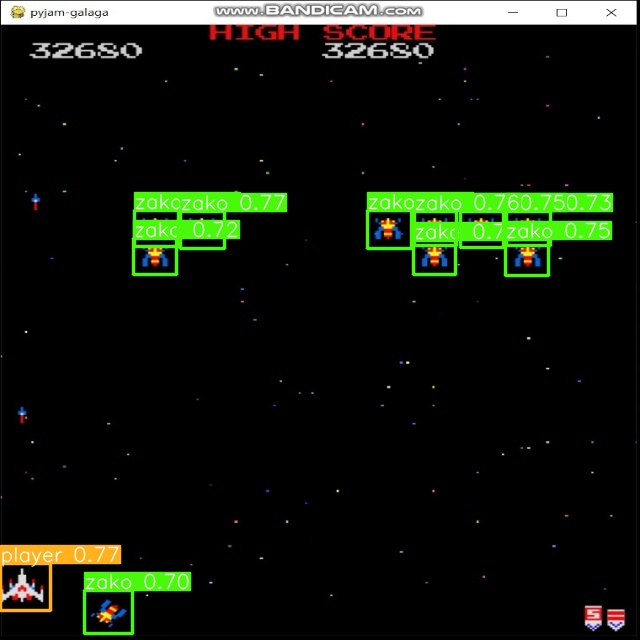 pyjam-galaga
www.BANDICAM.com
HIGH SCORE
32680 32680
zako zako 0.77 zako zako 0.76 0.75 0.73
zako 0.72 zako 0.7 zako 0.75
player 0.77
zako 0.70
5